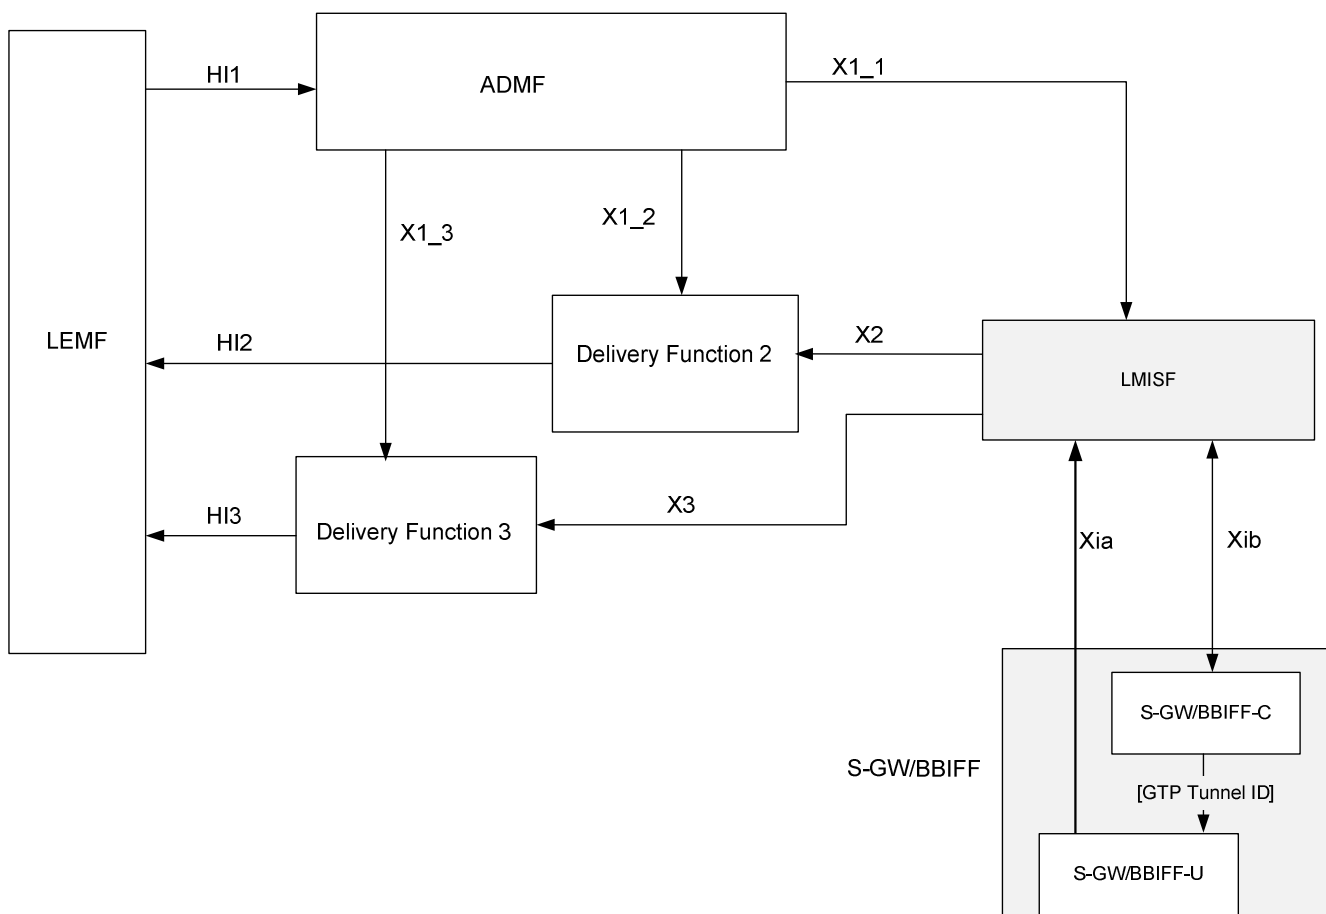 HI1
ADMF
X1_1
X1_3
X1_2
LEMF
HI2
Delivery Function 2
X2
LMISF
HI3
Delivery Function 3
X3
Xia
Xib
S-GW/BBIFF-C
S-GW/BBIFF
[GTP Tunnel ID]
S-GW/BBIFF-U